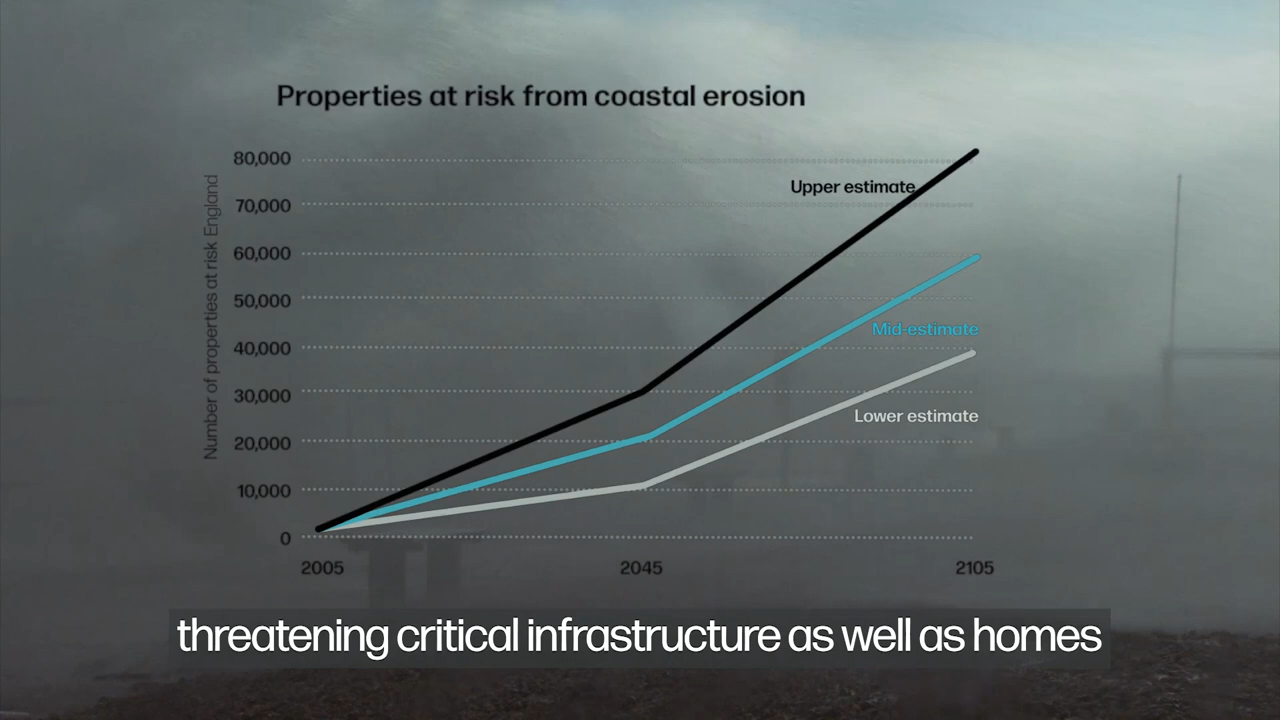 Properties at risk from coastal erosion
Number of properties at risk England
80,000
70,000
60,000
50,000
40,000
30,000
20,000
10,000
0
Upper estimate
Mid-estimate
Lower estimate
2005
2045
2105
threatening critical infrastructure as well as homes